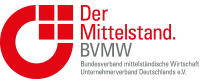 Der
Mittelstand.
BVMW
Bundesverband mittelständische Wirtschaft
Unternehmerverband Deutschlands e.V.